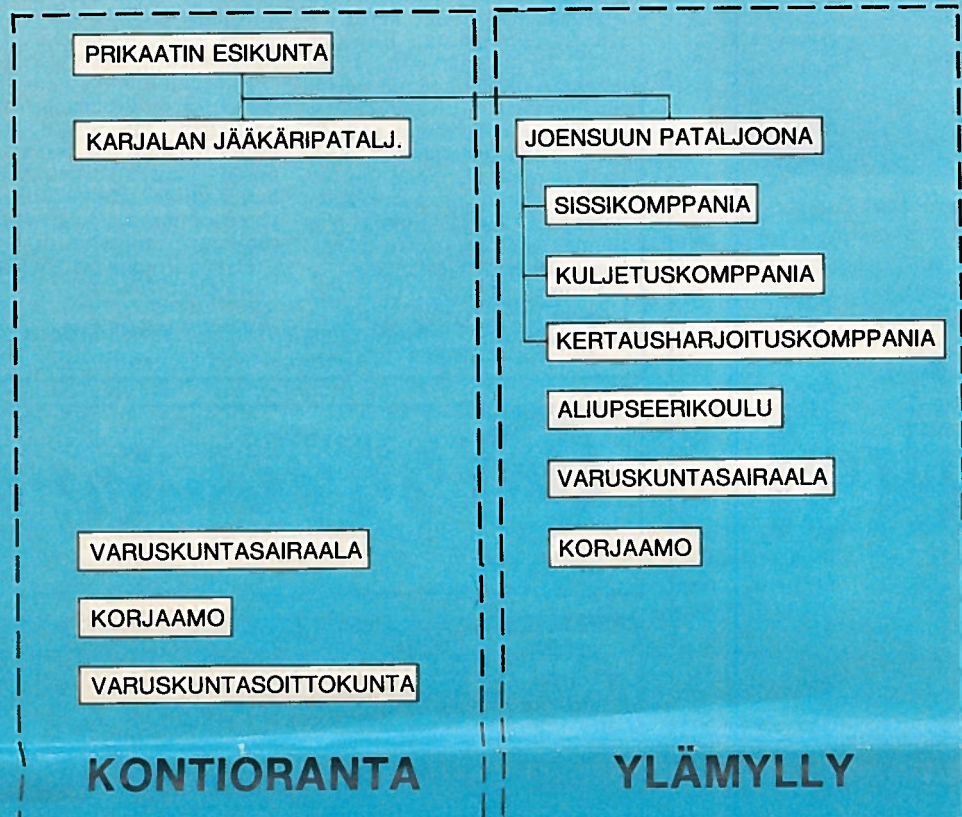 PRIKAATIN ESIKUNTA
KARJALAN JÄÄKÄRIPATALJ.
VARUSKUNTASAIRAALA
KORJAAMO
VARUSKUNTASOITTOKUNTA
KONTIORANTA
JOENSUUN PATALJOONA
SISSIKOMPPANIA
KULJETUSKOMPPANIA
KERTAUSHARJOITUSKOMPPANIA
ALIUPSEERIKOULU
VARUSKUNTASAIRAALA
KORJAAMO
YLÄMYLLY